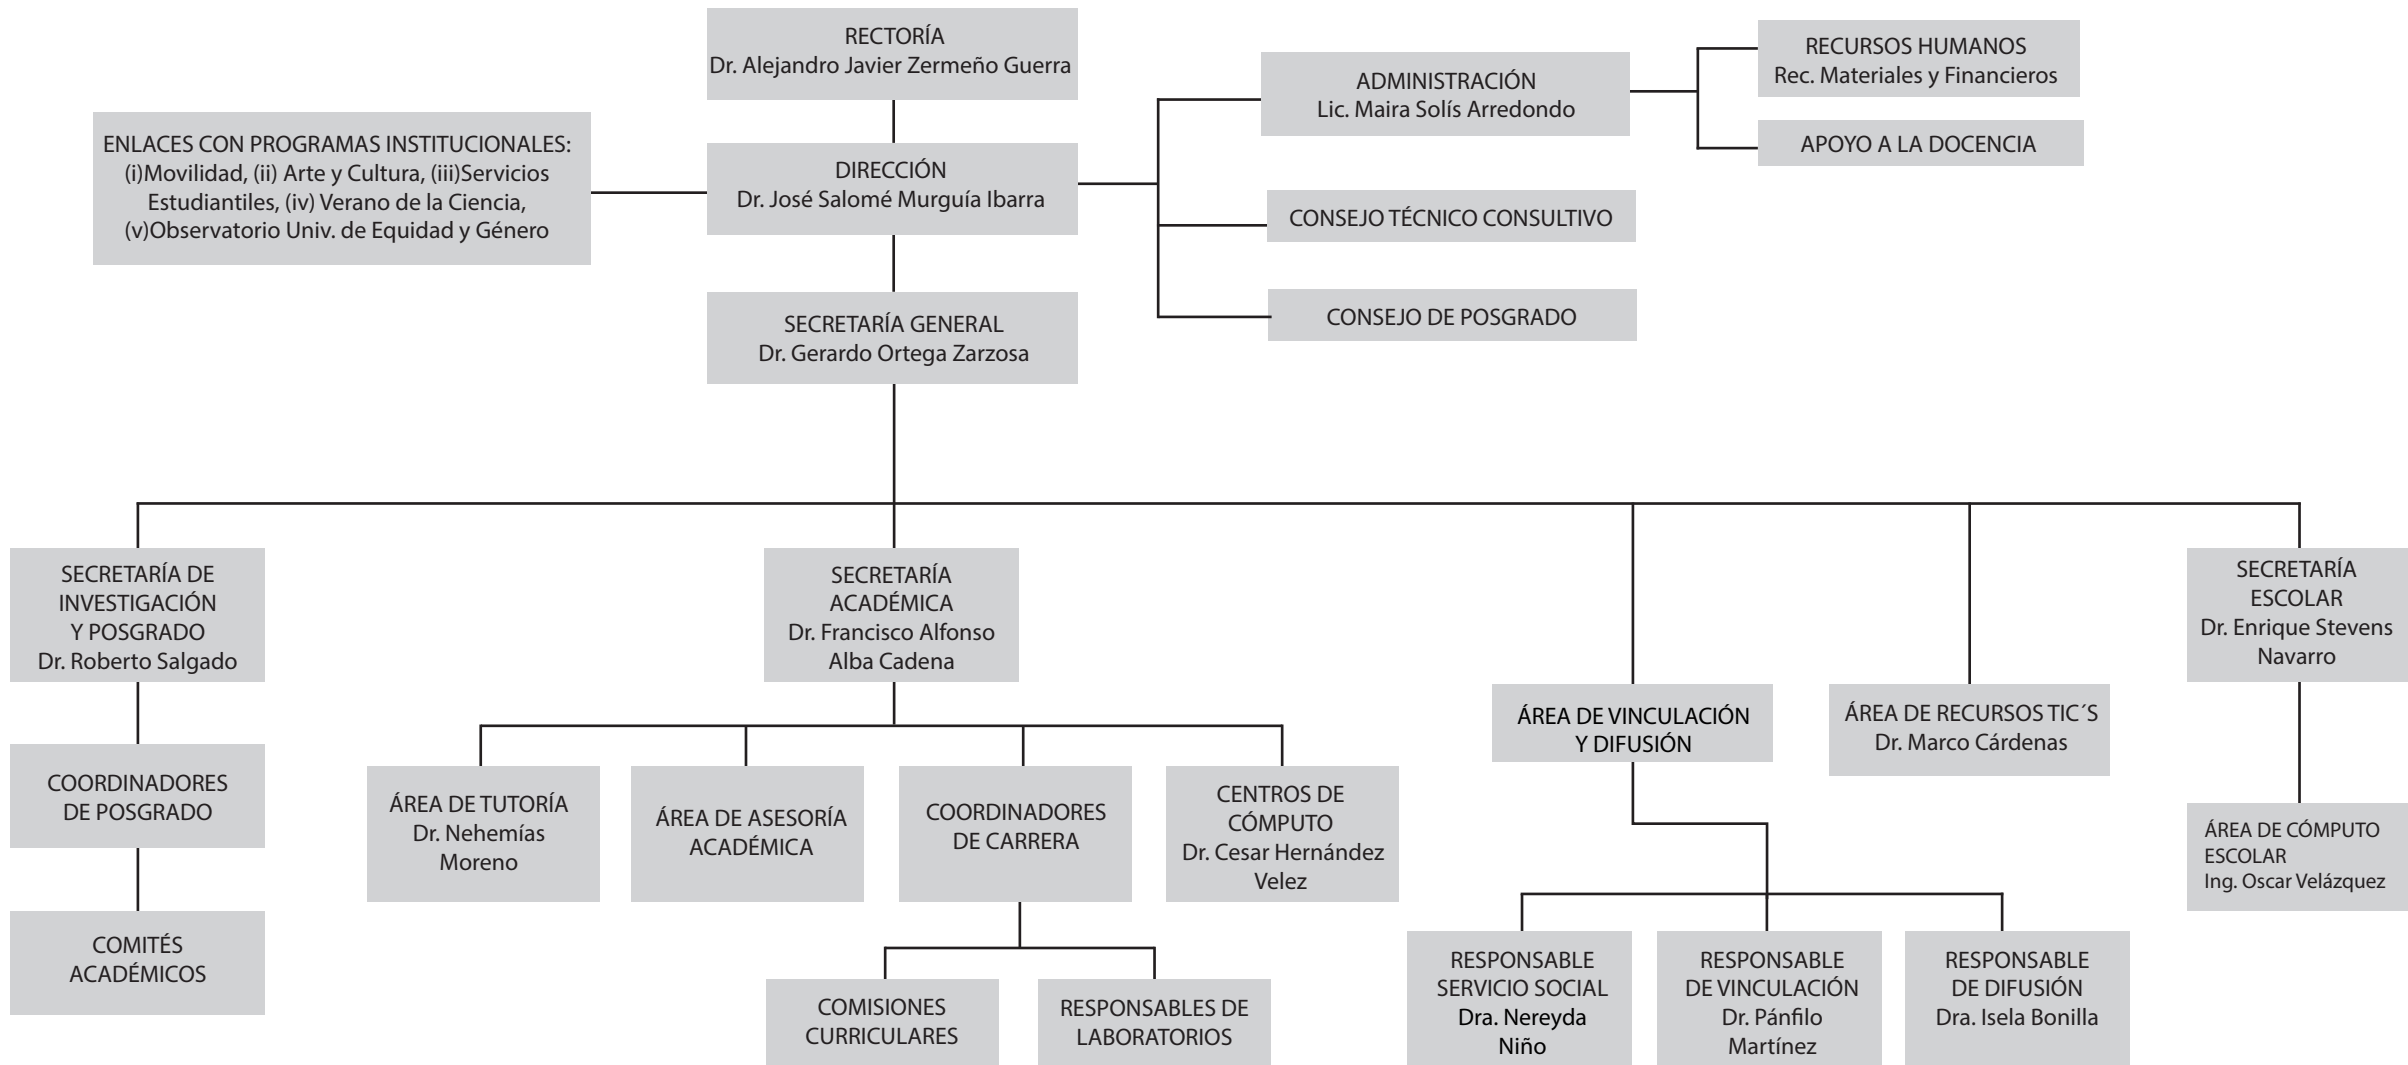 RECTORÍA
Dr. Alejandro Javier Zermeño Guerra
ENLACES CON PROGRAMAS INSTITUCIONALES:
(i)Movilidad, (ii) Arte y Cultura, (iii)Servicios
Estudiantiles, (iv) Verano de la Ciencia,
(v)Observatorio Univ. de Equidad y Género
DIRECCIÓN
Dr. José Salomé Murguía Ibarra
ADMINISTRACIÓN
Lic. Maira Solís Arredondo
RECURSOS HUMANOS
Rec. Materiales y Financieros
APOYO A LA DOCENCIA
CONSEJO TÉCNICO CONSULTIVO
CONSEJO DE POSGRADO
SECRETARÍA GENERAL
Dr. Gerardo Ortega Zarzosa
SECRETARÍA DE
INVESTIGACIÓN
Y POSGRADO
Dr. Roberto Salgado
COORDINADORES
DE POSGRADO
COMITÉS
ACADÉMICOS
SECRETARÍA
ACADÉMICA
Dr. Francisco Alfonso
Alba Cadena
ÁREA DE TUTORÍA
Dr. Nehemías
Moreno
ÁREA DE ASESORÍA
ACADÉMICA
COORDINADORES
DE CARRERA
CENTROS DE
CÓMPUTO
Dr. Cesar Hernández
Velez
COMISIONES
CURRICULARES
RESPONSABLES DE
LABORATORIOS
ÁREA DE VINCULACIÓN
Y DIFUSIÓN
RESPONSABLE
SERVICIO SOCIAL
Dra. Nereyda
Niño
RESPONSABLE
DE VINCULACIÓN
Dr. Pánfilo
Martínez
RESPONSABLE
DE DIFUSIÓN
Dra. Isela Bonilla
ÁREA DE RECURSOS TIC´S
Dr. Marco Cárdenas
SECRETARÍA
ESCOLAR
Dr. Enrique Stevens
Navarro
ÁREA DE CÓMPUTO
ESCOLAR
Ing. Oscar Velázquez